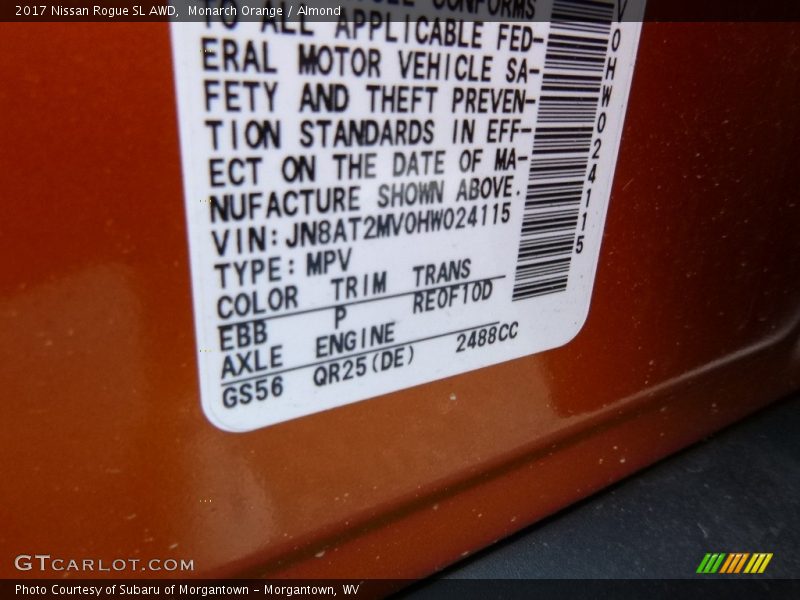 2017 Nissan Rogue SL AWD, Monarch Orange / Almond
CONFORMS
TO ALL APPLICABLE FED-
ERAL MOTOR VEHICLE SA-
FETY AND THEFT PREVEN-
TION STANDARDS IN EFF-
ECT ON THE DATE OF MA-
NUFACTURE SHOWN ABOVE.
VIN:JN8AT2MV0HW024115
TYPE:MPV
COLOR TRIM TRANS
EBB P RE0F10D
AXLE ENGINE
GS56 QR25(DE) 2488CC
V0HW024115
GTCARLOT.COM
Photo Courtesy of Subaru of Morgantown – Morgantown, WV